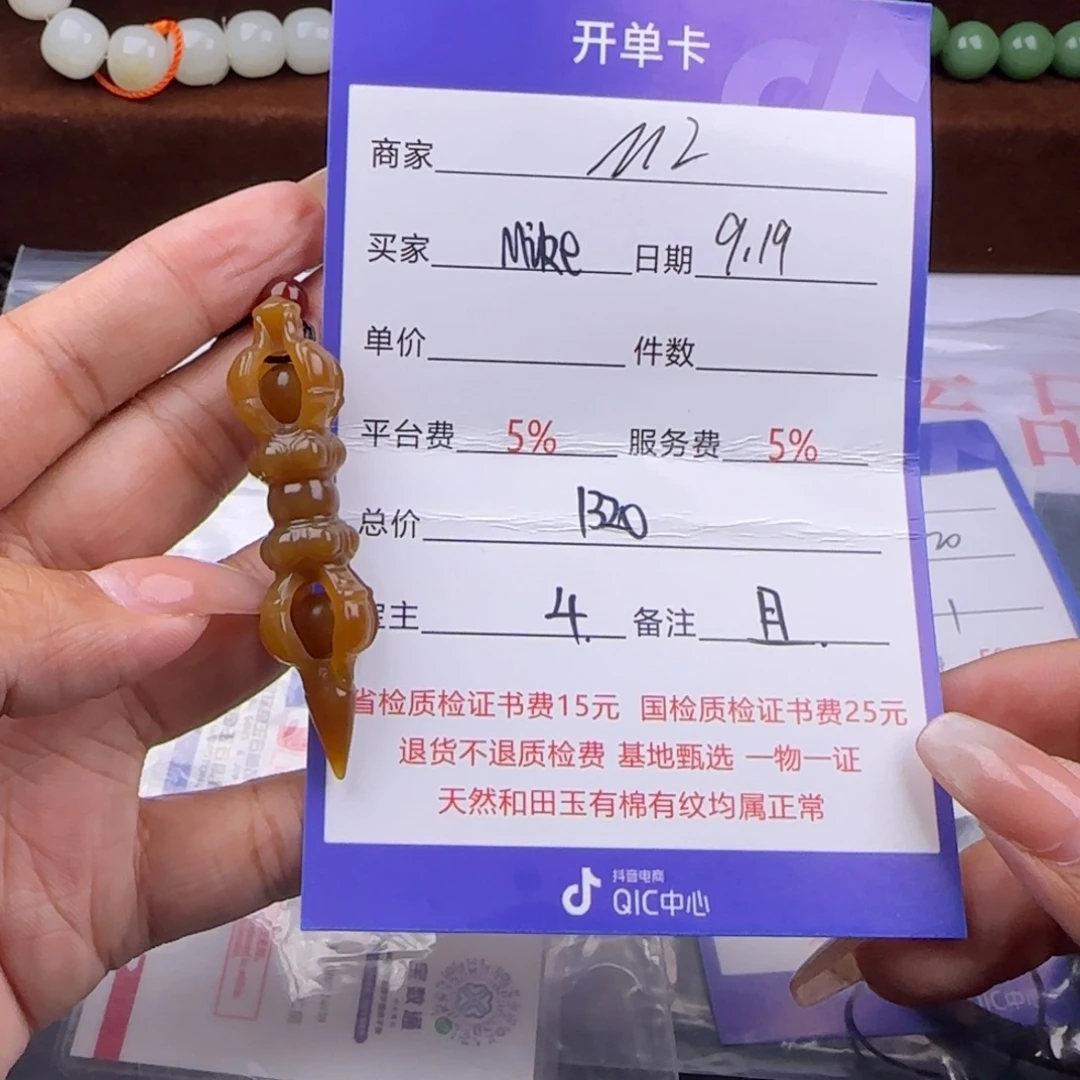 开单卡
商家 M2
买家 Mike 日期 9.19
单价 件数
平台费 5% 服务费 5%
总价 1320
主 4. 备注 月.
省检质检证书费15元 国检质检证书费25元
退货不退质检费 基地甄选 一物一证
天然和田玉有棉有纹均属正常
抖音电商
QIC中心